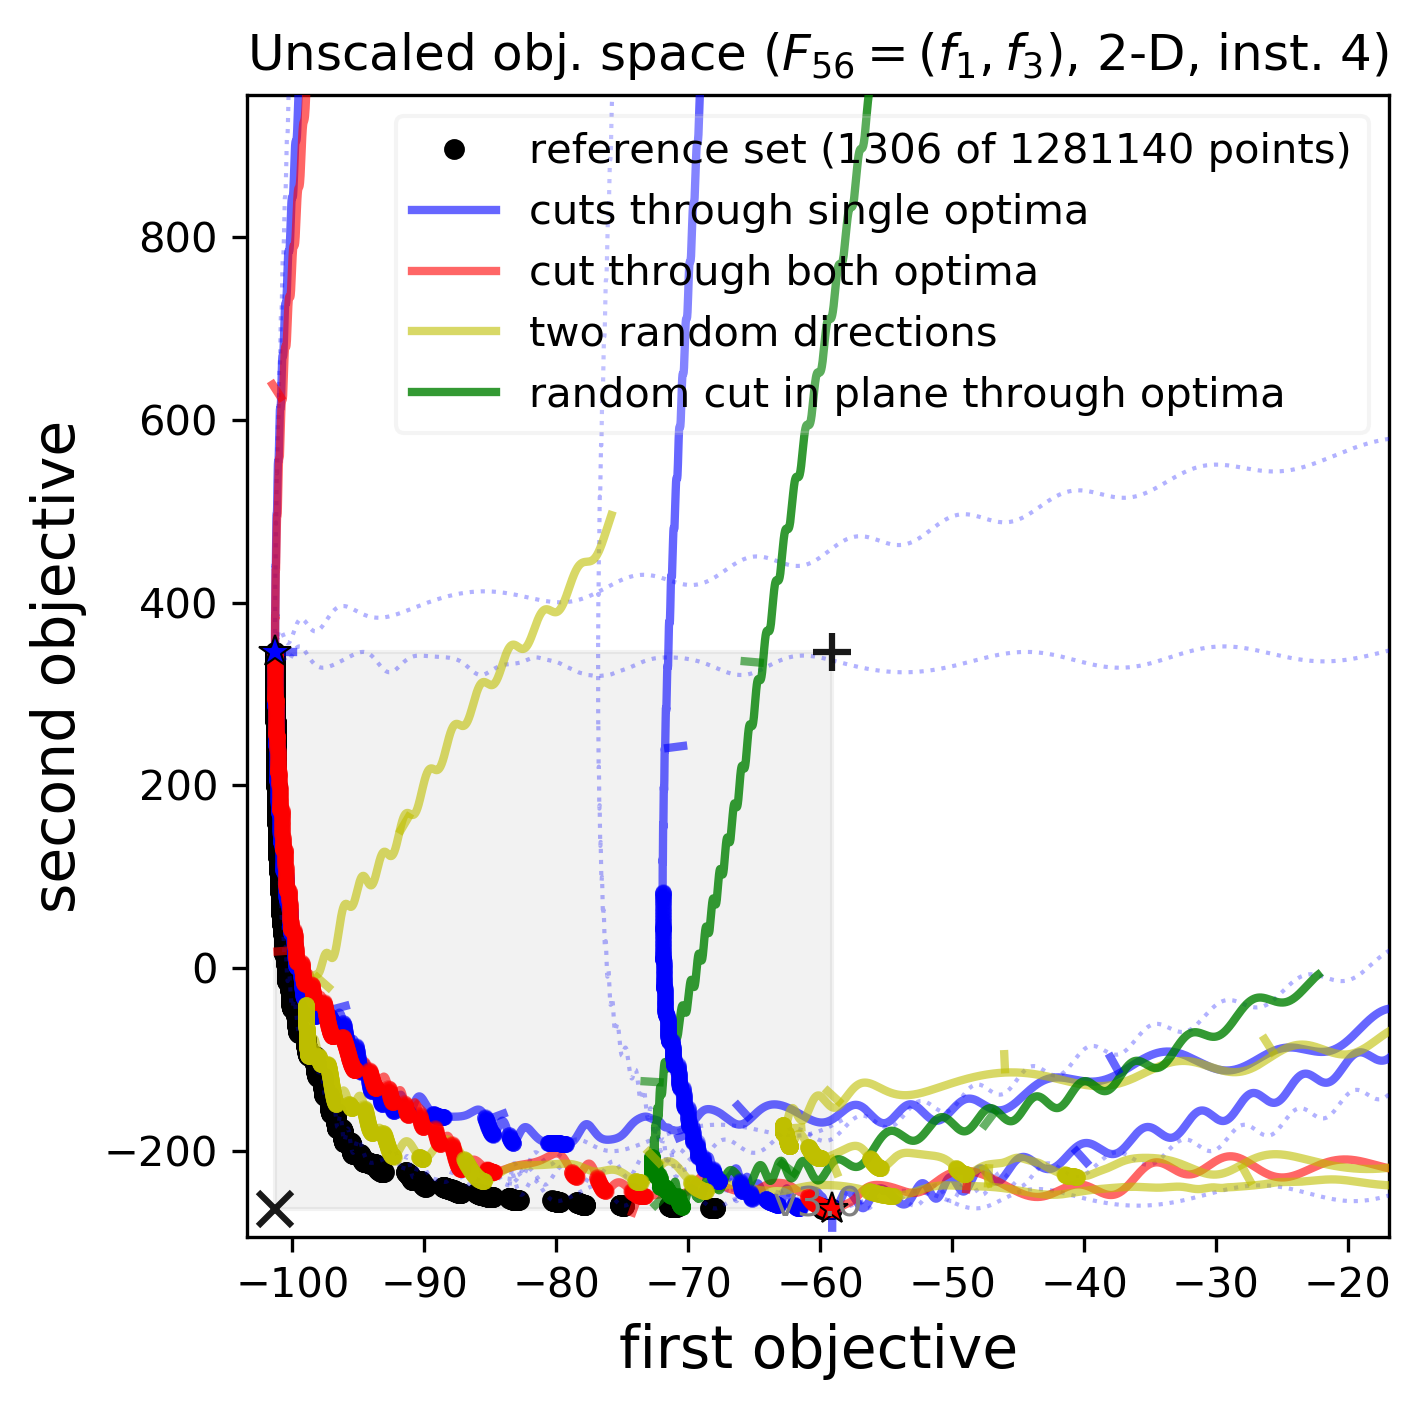 Unscaled obj. space (F₅₆ = (f₁, f₃), 2-D, inst. 4)
reference set (1306 of 1281140 points)
cuts through single optima
cut through both optima
two random directions
random cut in plane through optima
800
600
400
200
0
−200
second objective
−100 −90 −80 −70 −60 −50 −40 −30 −20
first objective